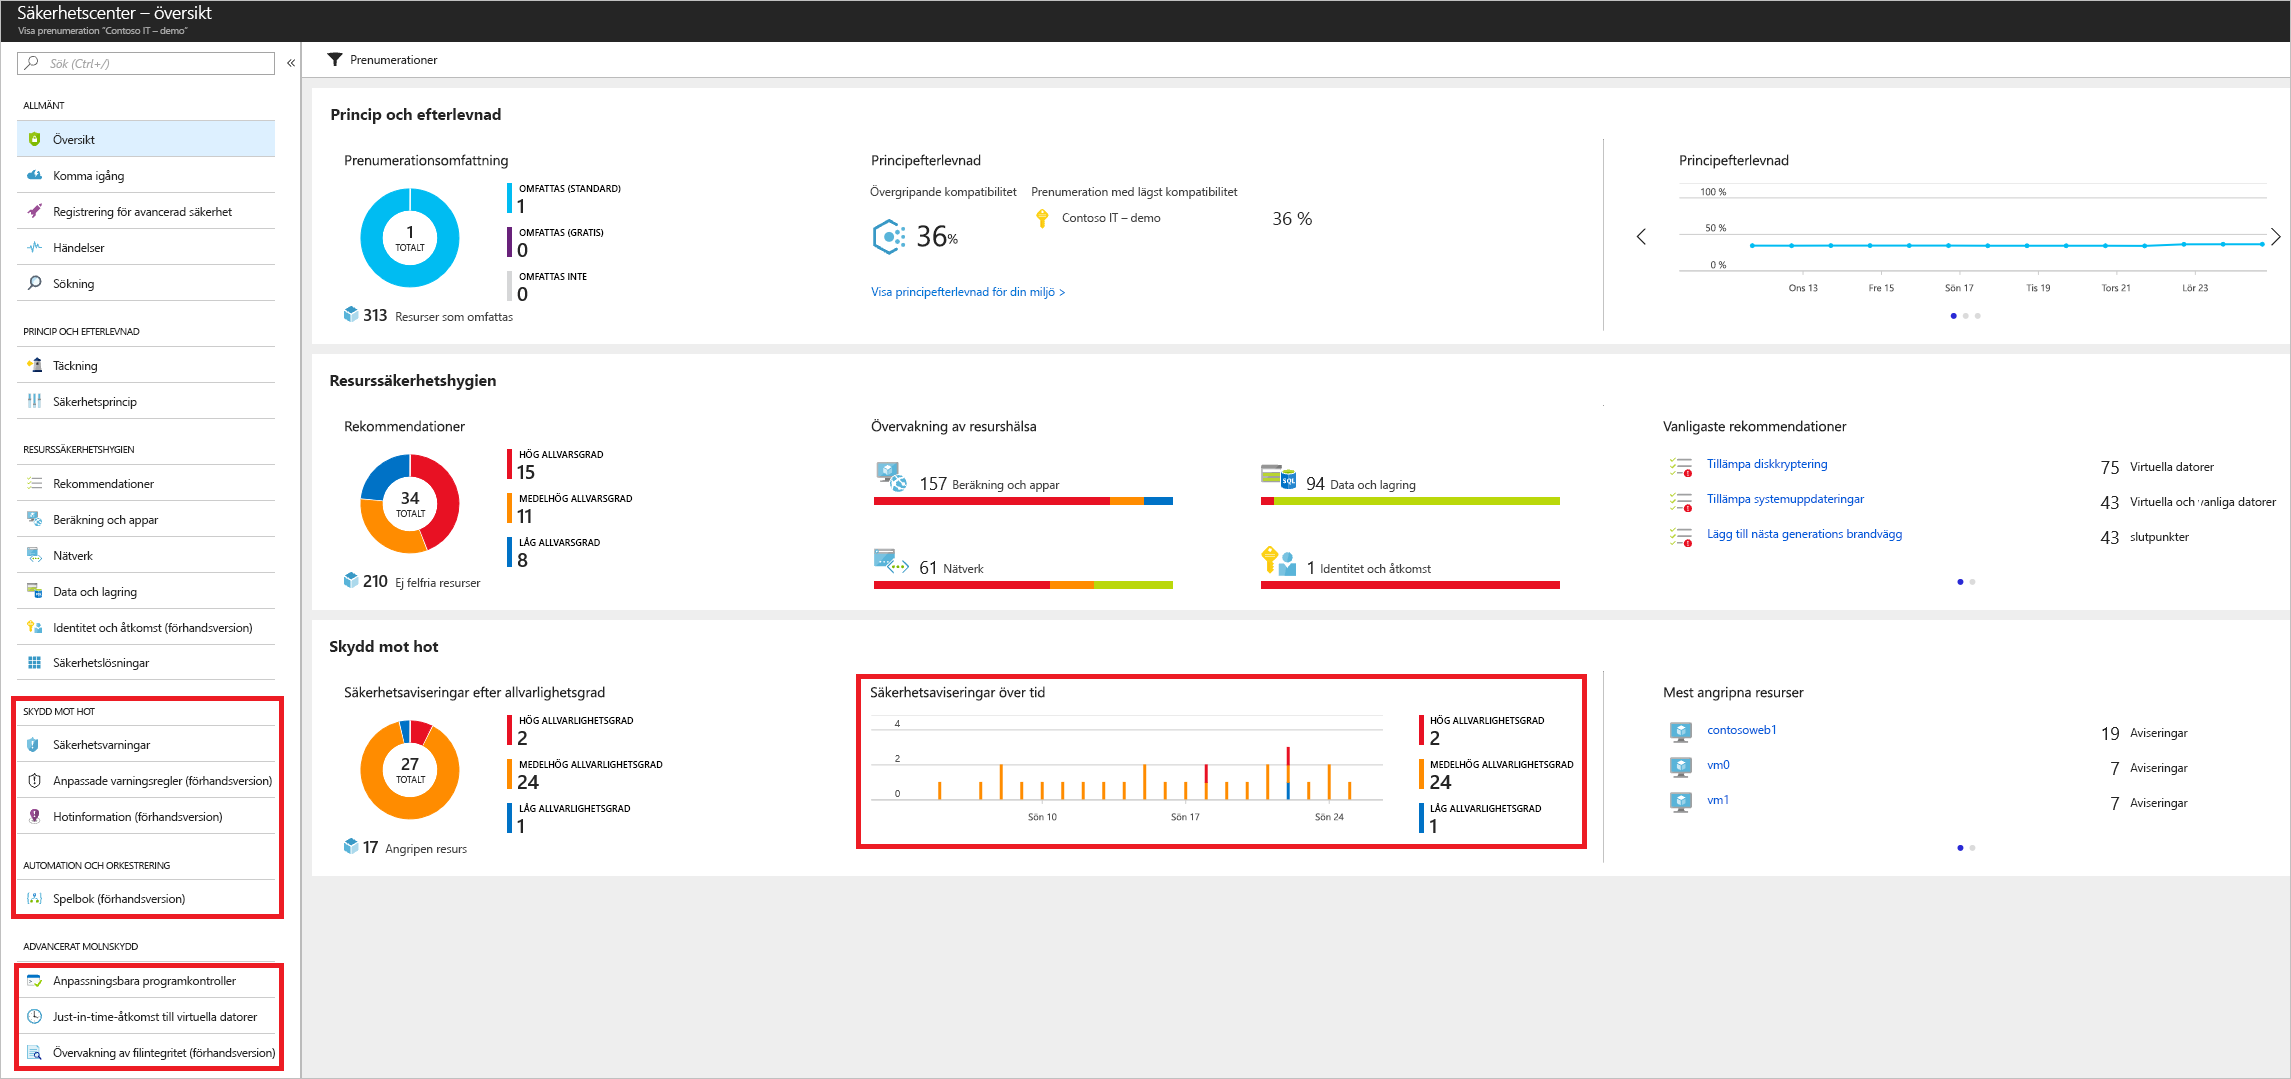 Säkerhetscenter – översikt
Visa prenumeration "Contoso IT – demo"
Sök (Ctrl+/)
«
ALLMÄNT
Översikt
Komma igång
Registrering för avancerad säkerhet
Händelser
Sökning
PRINCIP OCH EFTERLEVNAD
Täckning
Säkerhetsprincip
RESURSSÄKERHETSHYGIEN
Rekommendationer
Beräkning och appar
Nätverk
Data och lagring
Identitet och åtkomst (förhandsversion)
Säkerhetslösningar
SKYDD MOT HOT
Säkerhetsvarningar
Anpassade varningsregler (förhandsversion)
Hotinformation (förhandsversion)
AUTOMATION OCH ORKESTRERING
Spelbok (förhandsversion)
ADVANCERAT MOLNSKYDD
Anpassningsbara programkontroller
Just-in-time-åtkomst till virtuella datorer
Övervakning av filintegritet (förhandsversion)
Prenumerationer
Princip och efterlevnad
Prenumerationsomfattning
1
TOTALT
OMFATTAS (STANDARD)
1
OMFATTAS (GRATIS)
0
OMFATTAS INTE
0
313 Resurser som omfattas
Principefterlevnad
Övergripande kompatibilitet
36%
Prenumeration med lägst kompatibilitet
Contoso IT – demo 36 %
Visa principefterlevnad för din miljö >
Principefterlevnad
100 %
50 %
0 %
Ons 13 Fre 15 Sön 17 Tis 19 Tors 21 Lör 23
Resurssäkerhetshygien
Rekommendationer
34
TOTALT
HÖG ALLVARSGRAD
15
MEDELHÖG ALLVARSGRAD
11
LÅG ALLVARSGRAD
8
210 Ej felfria resurser
Övervakning av resurshälsa
157 Beräkning och appar
SQL
94 Data och lagring
61 Nätverk
1 Identitet och åtkomst
Vanligaste rekommendationer
Tillämpa diskkryptering 75 Virtuella datorer
Tillämpa systemuppdateringar 43 Virtuella och vanliga datorer
Lägg till nästa generations brandvägg 43 slutpunkter
Skydd mot hot
Säkerhetsaviseringar efter allvarlighetsgrad
27
TOTALT
HÖG ALLVARLIGHETSGRAD
2
MEDELHÖG ALLVARLIGHETSGRAD
24
LÅG ALLVARLIGHETSGRAD
1
17 Angripen resurs
Säkerhetsaviseringar över tid
4
2
0
Sön 10 Sön 17 Sön 24
HÖG ALLVARLIGHETSGRAD
2
MEDELHÖG ALLVARLIGHETSGRAD
24
LÅG ALLVARLIGHETSGRAD
1
Mest angripna resurser
contosoweb1 19 Aviseringar
vm0 7 Aviseringar
vm1 7 Aviseringar